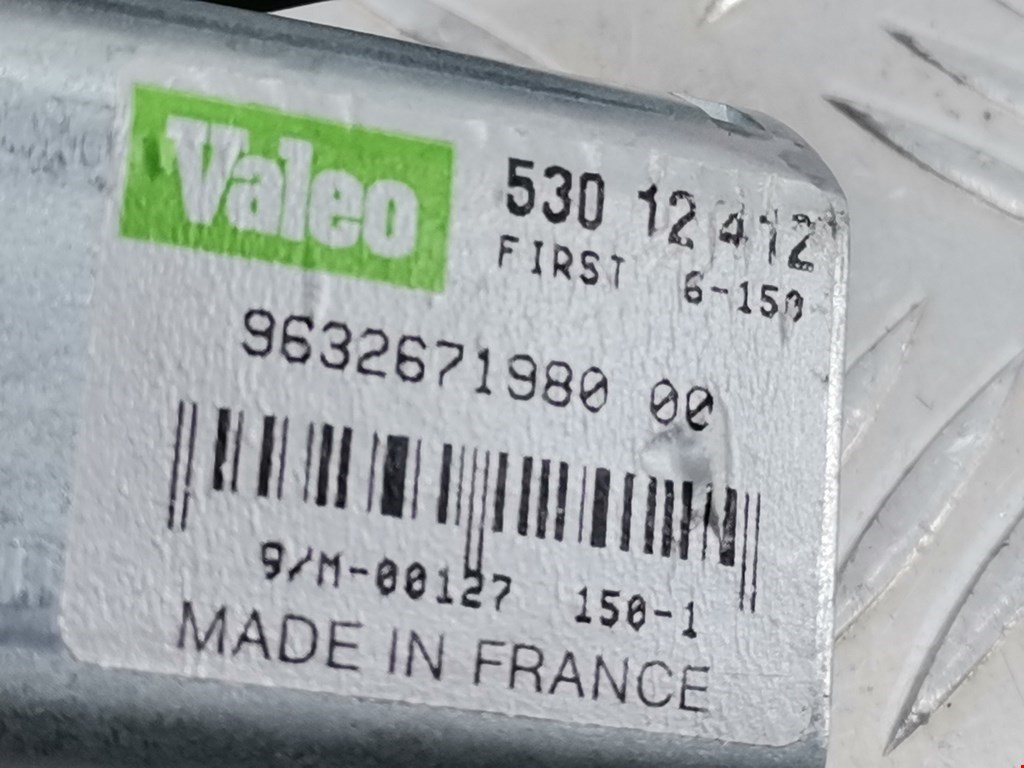 Valeo
530 12 412
FIRST 6-150
9632671980 00
9/M-00127 150-1
MADE IN FRANCE